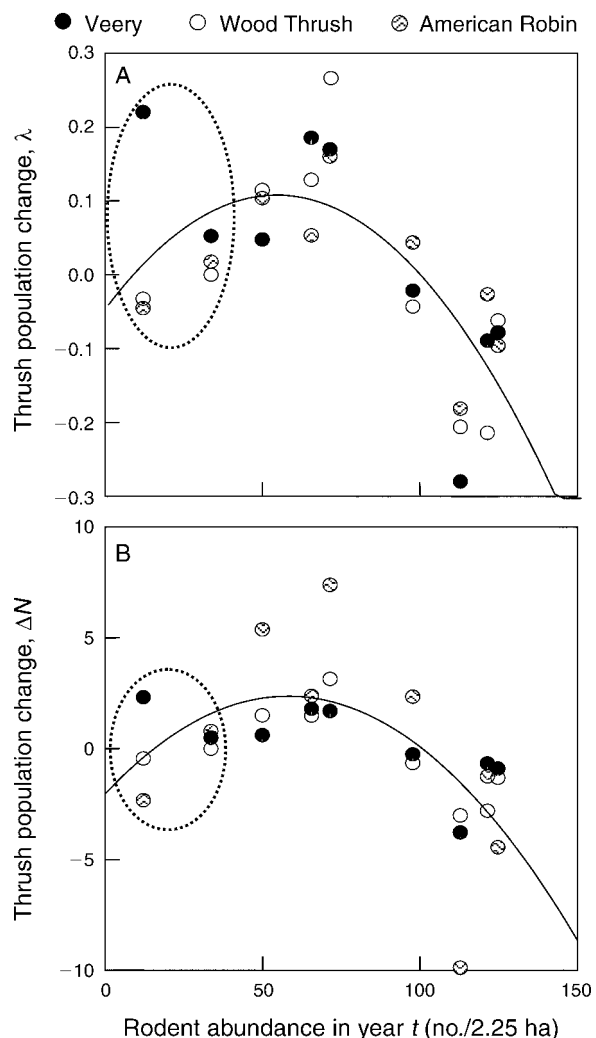 Veery Wood Thrush American Robin
A
Thrush population change, λ
0.3
0.2
0.1
0.0
−0.1
−0.2
−0.3
B
Thrush population change, ΔN
10
5
0
−5
−10
0 50 100 150
Rodent abundance in year t (no./2.25 ha)